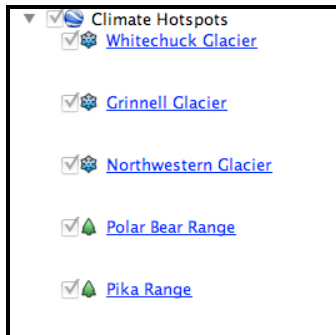 Climate Hotspots
Whitechuck Glacier
Grinnell Glacier
Northwestern Glacier
Polar Bear Range
Pika Range